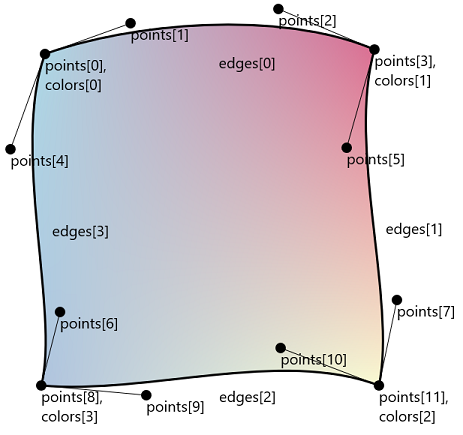 points[2]
points[1]
edges[0]
points[0],
colors[0]
points[3],
colors[1]
points[4]
points[5]
edges[3]
edges[1]
points[6]
points[7]
points[10]
points[8],
colors[3]
points[9]
edges[2]
points[11],
colors[2]